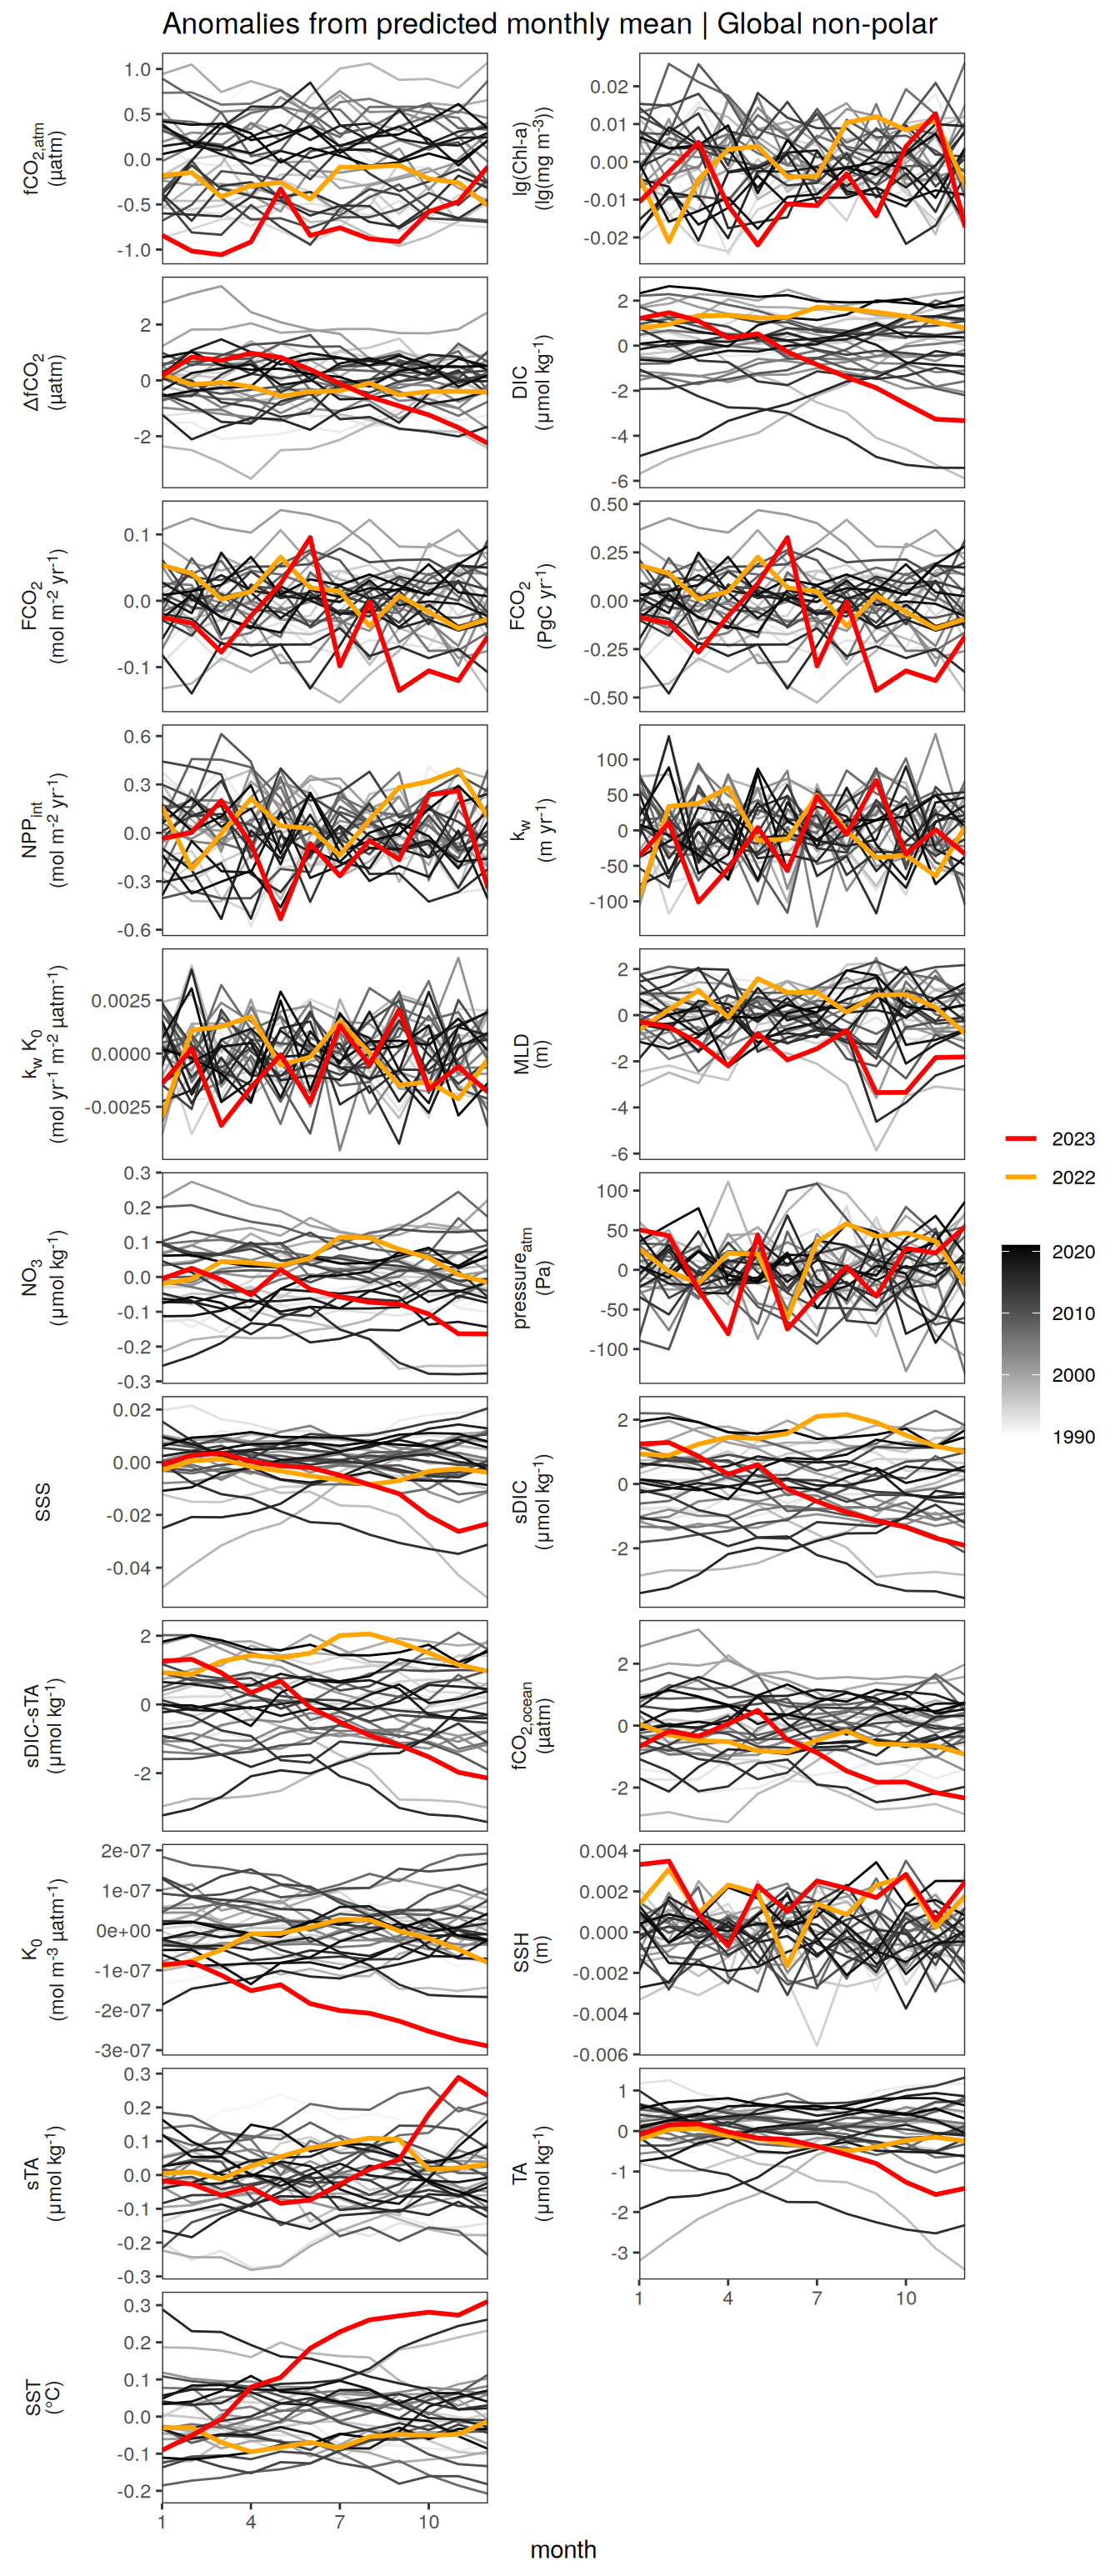 Anomalies from predicted monthly mean | Global non-polar
fCO2,atm
(µatm)
1.0
0.5
0.0
-0.5
-1.0
lg(Chl-a)
(lg(mg m-3))
0.02
0.01
0.00
-0.01
-0.02
ΔfCO2
(µatm)
2
0
-2
DIC
(µmol kg-1)
2
0
-2
-4
-6
FCO2
(mol m-2 yr-1)
0.1
0.0
-0.1
FCO2
(PgC yr-1)
0.50
0.25
0.00
-0.25
-0.50
NPPint
(mol m-2 yr-1)
0.6
0.3
0.0
-0.3
-0.6
kw
(m yr-1)
100
50
0
-50
-100
kw K0
(mol yr-1 m-2 µatm-1)
0.0025
0.0000
-0.0025
MLD
(m)
2
0
-2
-4
-6
NO3
(µmol kg-1)
0.3
0.2
0.1
0.0
-0.1
-0.2
-0.3
pressureatm
(Pa)
100
50
0
-50
-100
2023
2022
2020
2010
2000
1990
SSS
0.02
0.00
-0.02
-0.04
sDIC
(µmol kg-1)
2
0
-2
sDIC-sTA
(µmol kg-1)
2
0
-2
fCO2,ocean
(µatm)
2
0
-2
K0
(mol m-3 µatm-1)
2e-07
1e-07
0e+00
-1e-07
-2e-07
-3e-07
SSH
(m)
0.004
0.002
0.000
-0.002
-0.004
-0.006
sTA
(µmol kg-1)
0.3
0.2
0.1
0.0
-0.1
-0.2
-0.3
TA
(µmol kg-1)
1
0
-1
-2
-3
1 4 7 10
SST
(°C)
0.3
0.2
0.1
0.0
-0.1
-0.2
1 4 7 10
month